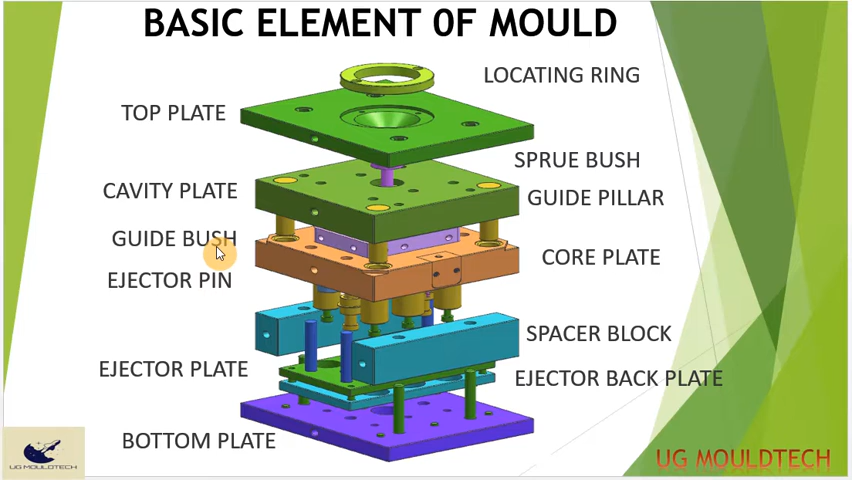 BASIC ELEMENT 0F MOULD
LOCATING RING
TOP PLATE
SPRUE BUSH
CAVITY PLATE
GUIDE PILLAR
GUIDE BUSH
CORE PLATE
EJECTOR PIN
SPACER BLOCK
EJECTOR PLATE
EJECTOR BACK PLATE
BOTTOM PLATE
UG MOULDTECH
UG MOULDTECH